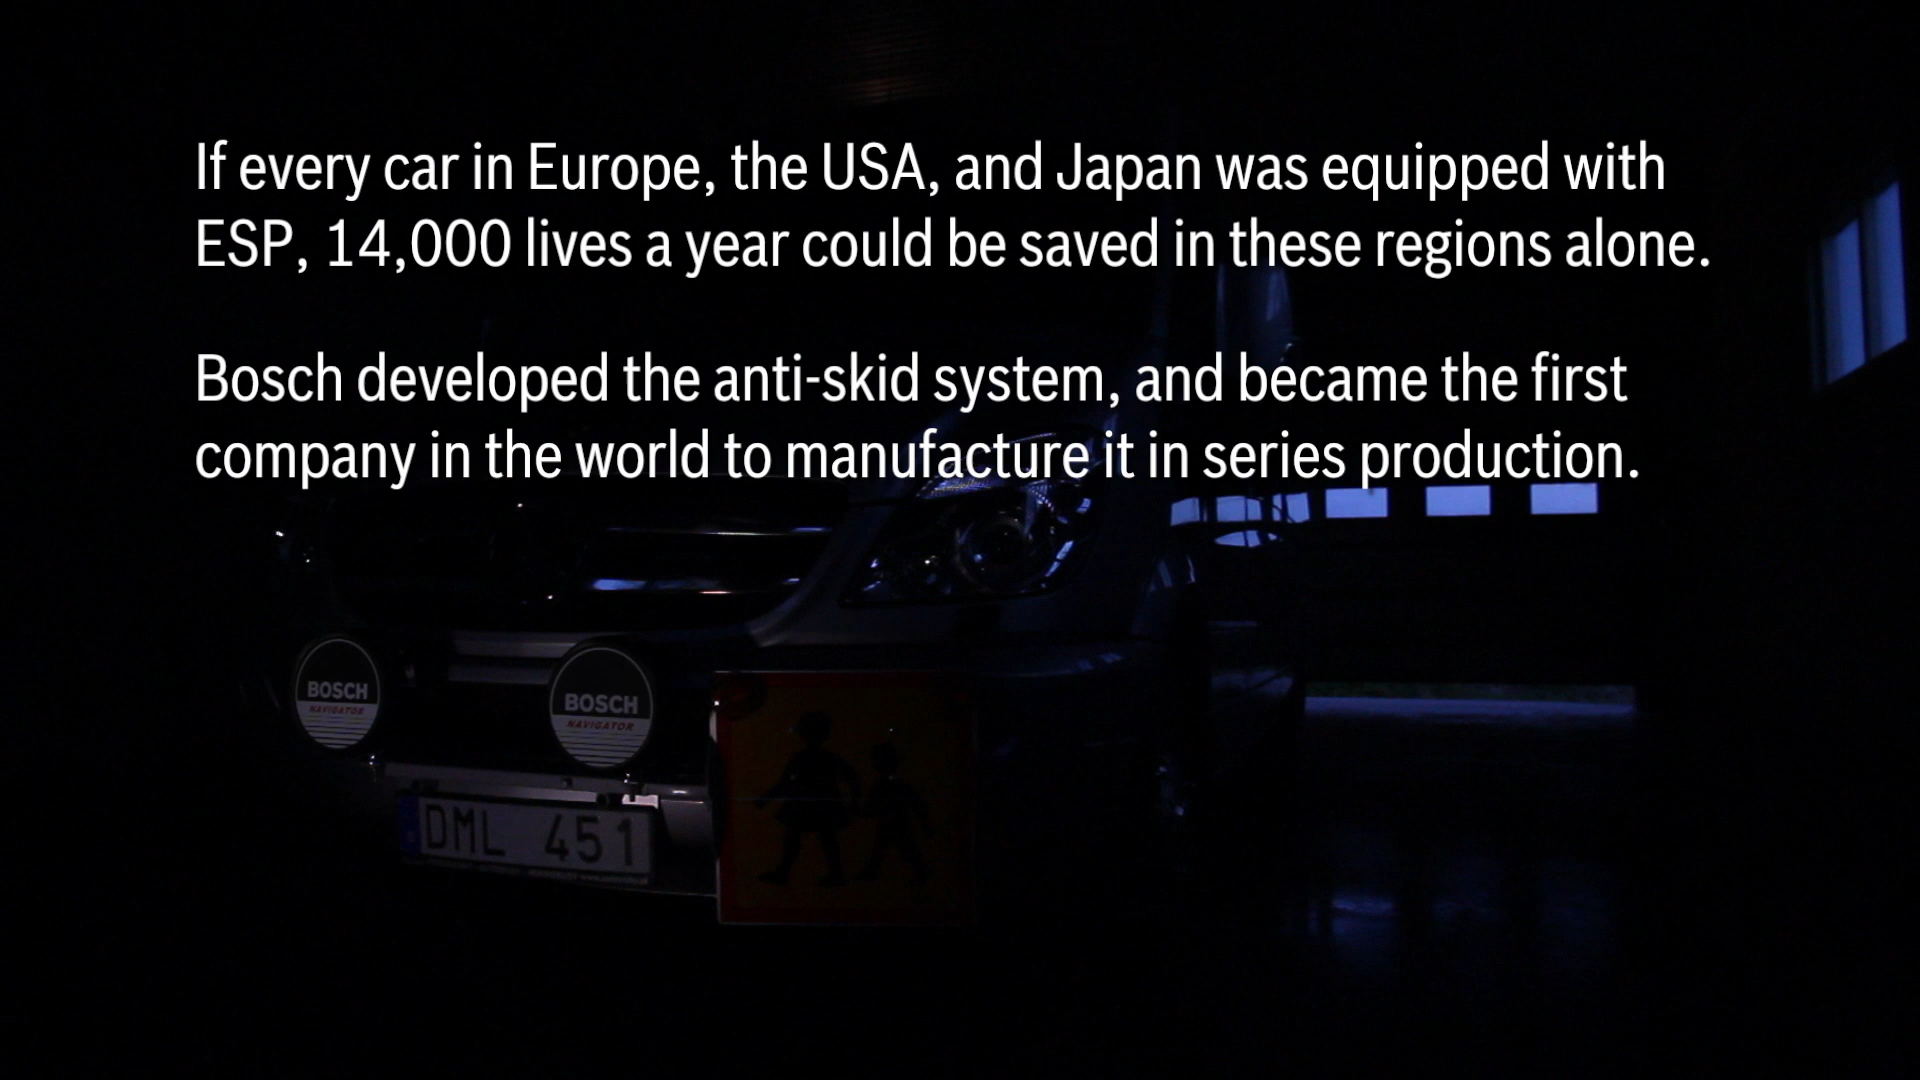 If every car in Europe, the USA, and Japan was equipped with
ESP, 14,000 lives a year could be saved in these regions alone.
Bosch developed the anti-skid system, and became the first
company in the world to manufacture it in series production.
BOSCH
NAVIGATOR
BOSCH
NAVIGATOR
DML 451